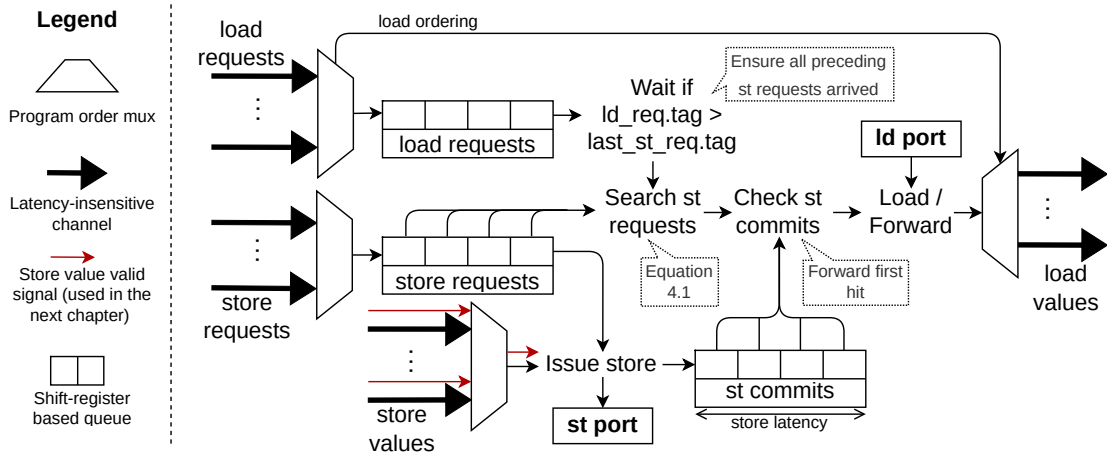 Legend
Program order mux
Latency-insensitive
channel
Store value valid
signal (used in the
next chapter)
Shift-register
based queue
load
requests
load ordering
load requests
Wait if
ld_req.tag >
last_st_req.tag
Ensure all preceding
st requests arrived
ld port
store requests
Search st
requests
Check st
commits
Load /
Forward
Equation
4.1
Forward first
hit
load
values
store
requests
store
values
Issue store
st port
st commits
store latency